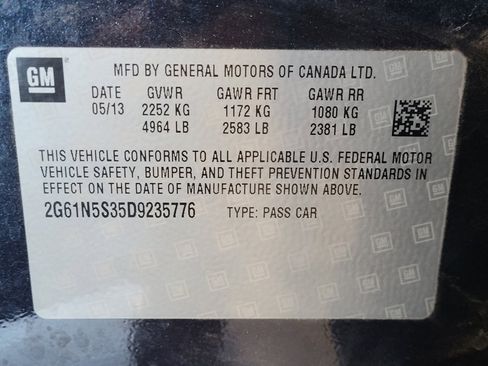 GM
MFD BY GENERAL MOTORS OF CANADA LTD.
DATE GVWR GAWR FRT GAWR RR
05/13 2252 KG 1172 KG 1080 KG
4964 LB 2583 LB 2381 LB
THIS VEHICLE CONFORMS TO ALL APPLICABLE U.S. FEDERAL MOTOR
VEHICLE SAFETY, BUMPER, AND THEFT PREVENTION STANDARDS IN
EFFECT ON THE DATE OF MANUFACTURE SHOWN ABOVE.
2G61N5S35D9235776 TYPE: PASS CAR